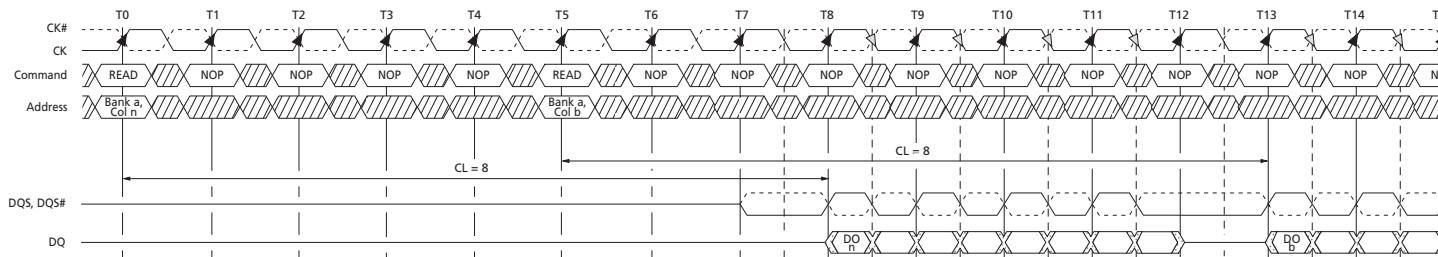 T0 T1 T2 T3 T4 T5 T6 T7 T8 T9 T10 T11 T12 T13 T14 T
CK#
CK
Command READ NOP NOP NOP NOP READ NOP NOP NOP NOP NOP NOP NOP NOP NOP N
Address Bank a, Col n Bank a, Col b
CL = 8
CL = 8
DQS, DQS#
DQ DO n DO b